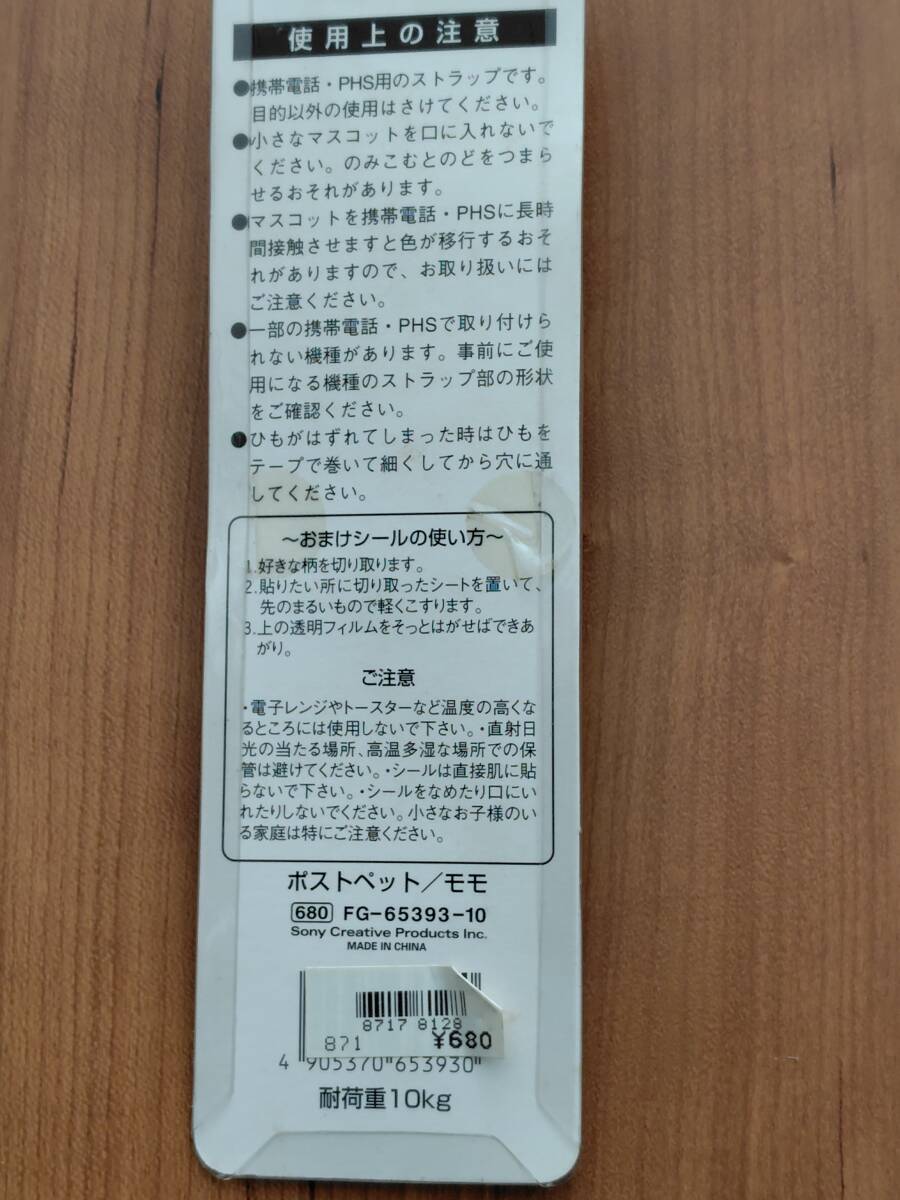 使用上の注意
●携帯電話・PHS用のストラップです。
目的以外の使用はさけてください。
●小さなマスコットを口に入れないで
ください。のみこむとのどをつまら
せるおそれがあります。
●マスコットを携帯電話・PHSに長時
間接触させますと色が移行するおそ
れがありますので、お取り扱いには
ご注意ください。
●一部の携帯電話・PHSで取り付けら
れない機種があります。事前にご使
用になる機種のストラップ部の形状
をご確認ください。
●ひもがはずれてしまった時はひもを
テープで巻いて細くしてから穴に通
してください。
〜おまけシールの使い方〜
1.好きな柄を切り取ります。
2.貼りたい所に切り取ったシートを置いて、
先のまるいもので軽くこすります。
3.上の透明フィルムをそっとはがせばできあ
がり。
ご注意
・電子レンジやトースターなど温度の高くな
るところには使用しないで下さい。・直射日
光の当たる場所、高温多湿な場所での保
管は避けてください。・シールは直接肌に貼
らないで下さい。・シールをなめたり口にい
れたりしないでください。小さなお子様のい
る家庭は特にご注意ください。
ポストペット／モモ
680 FG-65393-10
Sony Creative Products Inc.
MADE IN CHINA
8717 8128
871 ¥680
4 905370 653930
耐荷重10kg